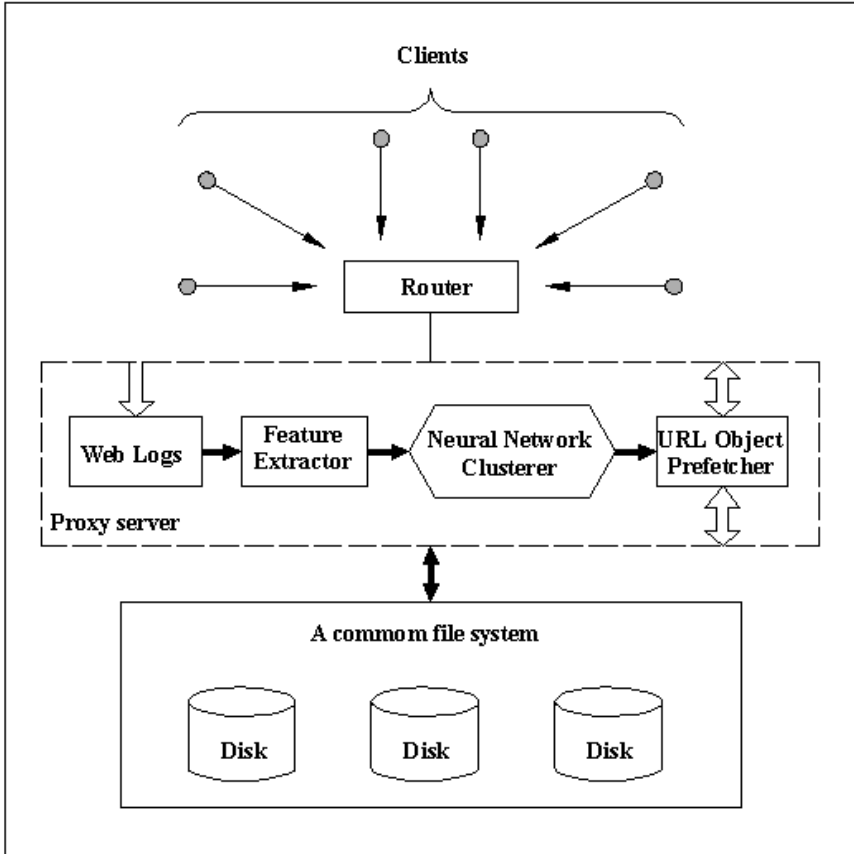 Clients
Router
Web Logs
Feature
Extractor
Neural Network
Clusterer
URL Object
Prefetcher
Proxy server
A commom file system
Disk
Disk
Disk